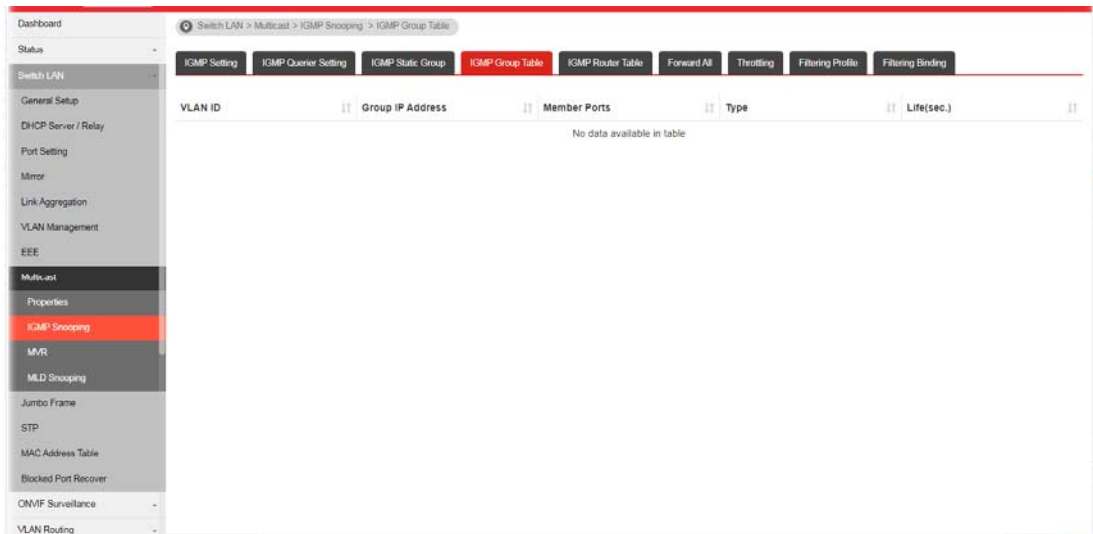 Dashboard
Switch LAN > Multicast > IGMP Snooping > IGMP Group Table
Status
IGMP Setting IGMP Querier Setting IGMP Static Group IGMP Group Table IGMP Router Table Forward All Throttling Filtering Profile Filtering Binding
Switch LAN
General Setup
VLAN ID Group IP Address Member Ports Type Life(sec.)
DHCP Server / Relay
No data available in table
Port Setting
Mirror
Link Aggregation
VLAN Management
EEE
Multicast
Properties
IGMP Snooping
MVR
MLD Snooping
Jumbo Frame
STP
MAC Address Table
Blocked Port Recover
ONVIF Surveillance
VLAN Routing